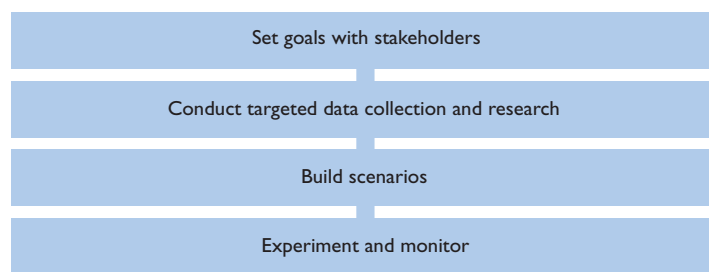 Set goals with stakeholders
Conduct targeted data collection and research
Build scenarios
Experiment and monitor